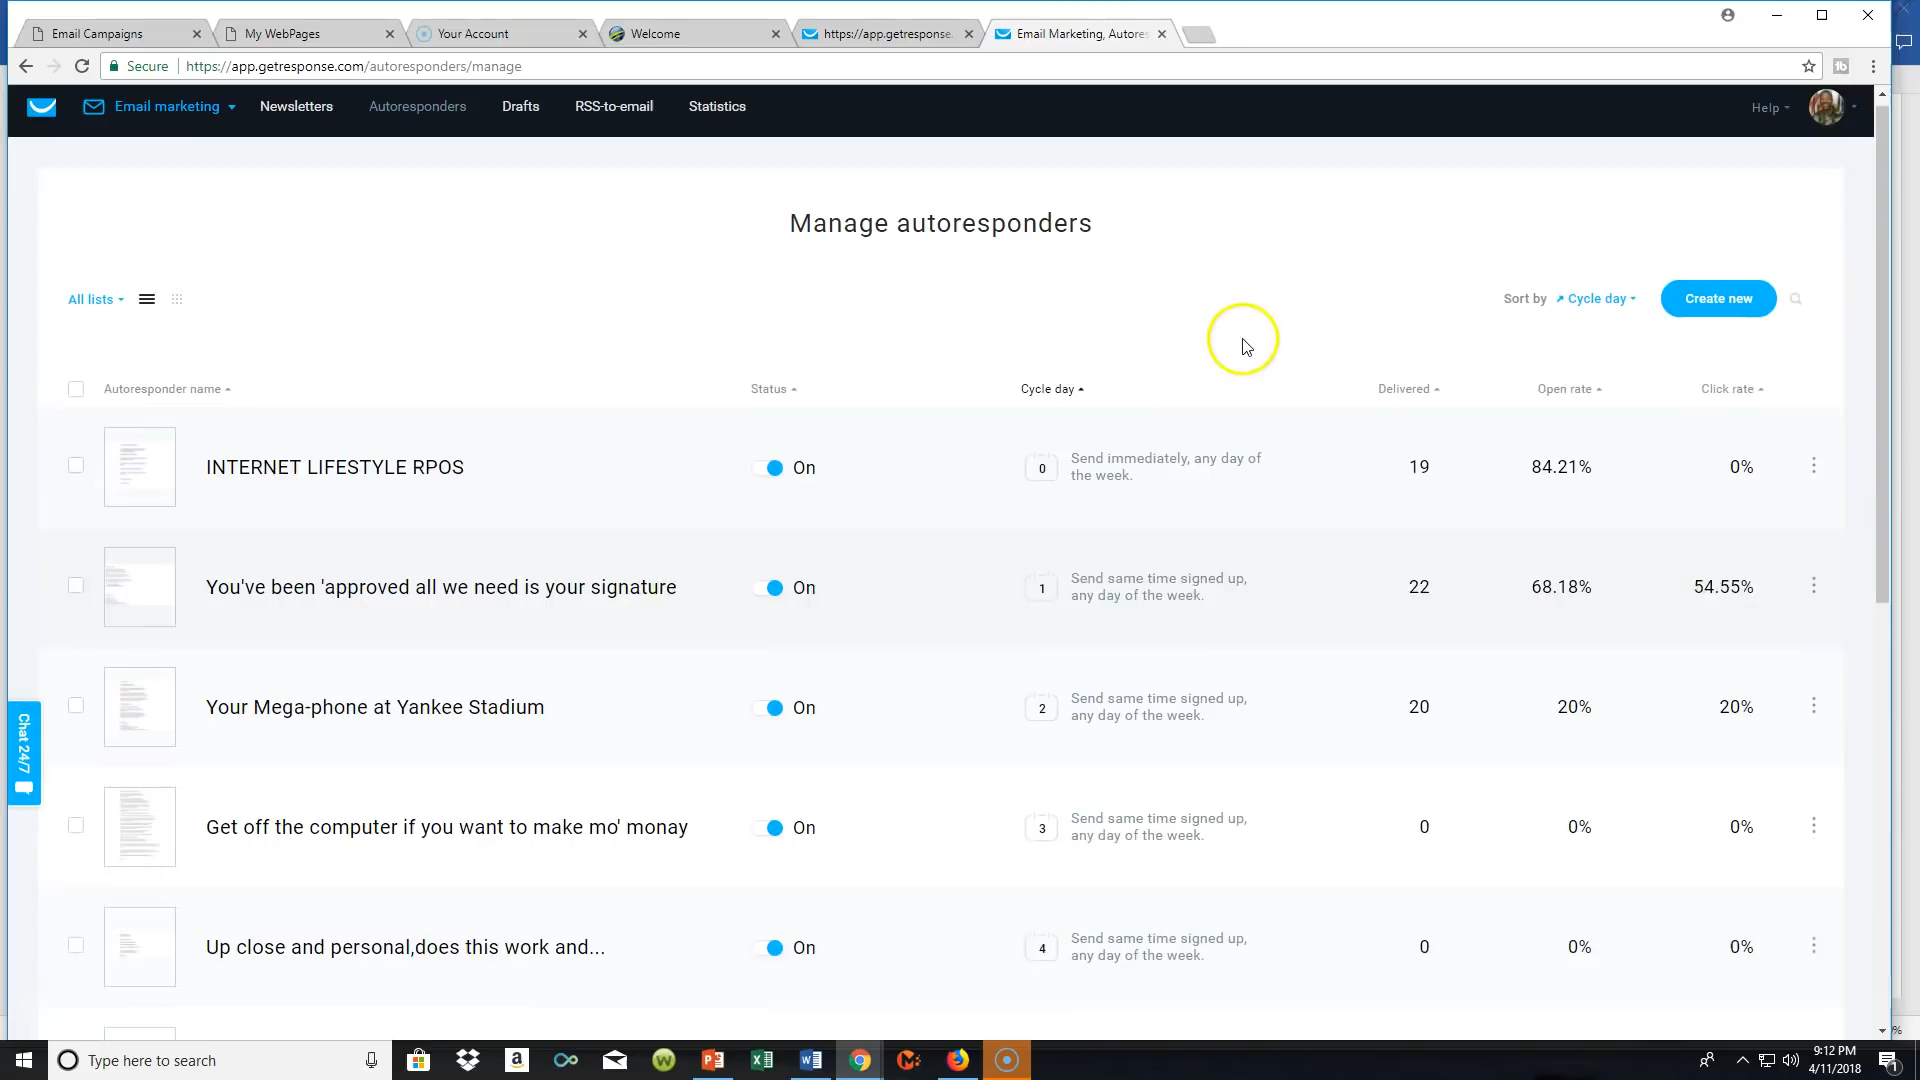 Email Campaigns
My WebPages
Your Account
Welcome
https://app.getresponse.
Email Marketing, Autores
Secure
https://app.getresponse.com/autoresponders/manage
Email marketing
Newsletters
Autoresponders
Drafts
RSS-to-email
Statistics
Help
Manage autoresponders
All lists
Sort by
Cycle day
Create new
Autoresponder name
Status
Cycle day
Delivered
Open rate
Click rate
INTERNET LIFESTYLE RPOS
On
0
Send immediately, any day of
the week.
19
84.21%
0%
You've been 'approved all we need is your signature
On
1
Send same time signed up,
any day of the week.
22
68.18%
54.55%
Your Mega-phone at Yankee Stadium
On
2
Send same time signed up,
any day of the week.
20
20%
20%
Get off the computer if you want to make mo' monay
On
3
Send same time signed up,
any day of the week.
0
0%
0%
Up close and personal,does this work and...
On
4
Send same time signed up,
any day of the week.
0
0%
0%
Chat 24/7
Type here to search
9:12 PM
4/11/2018